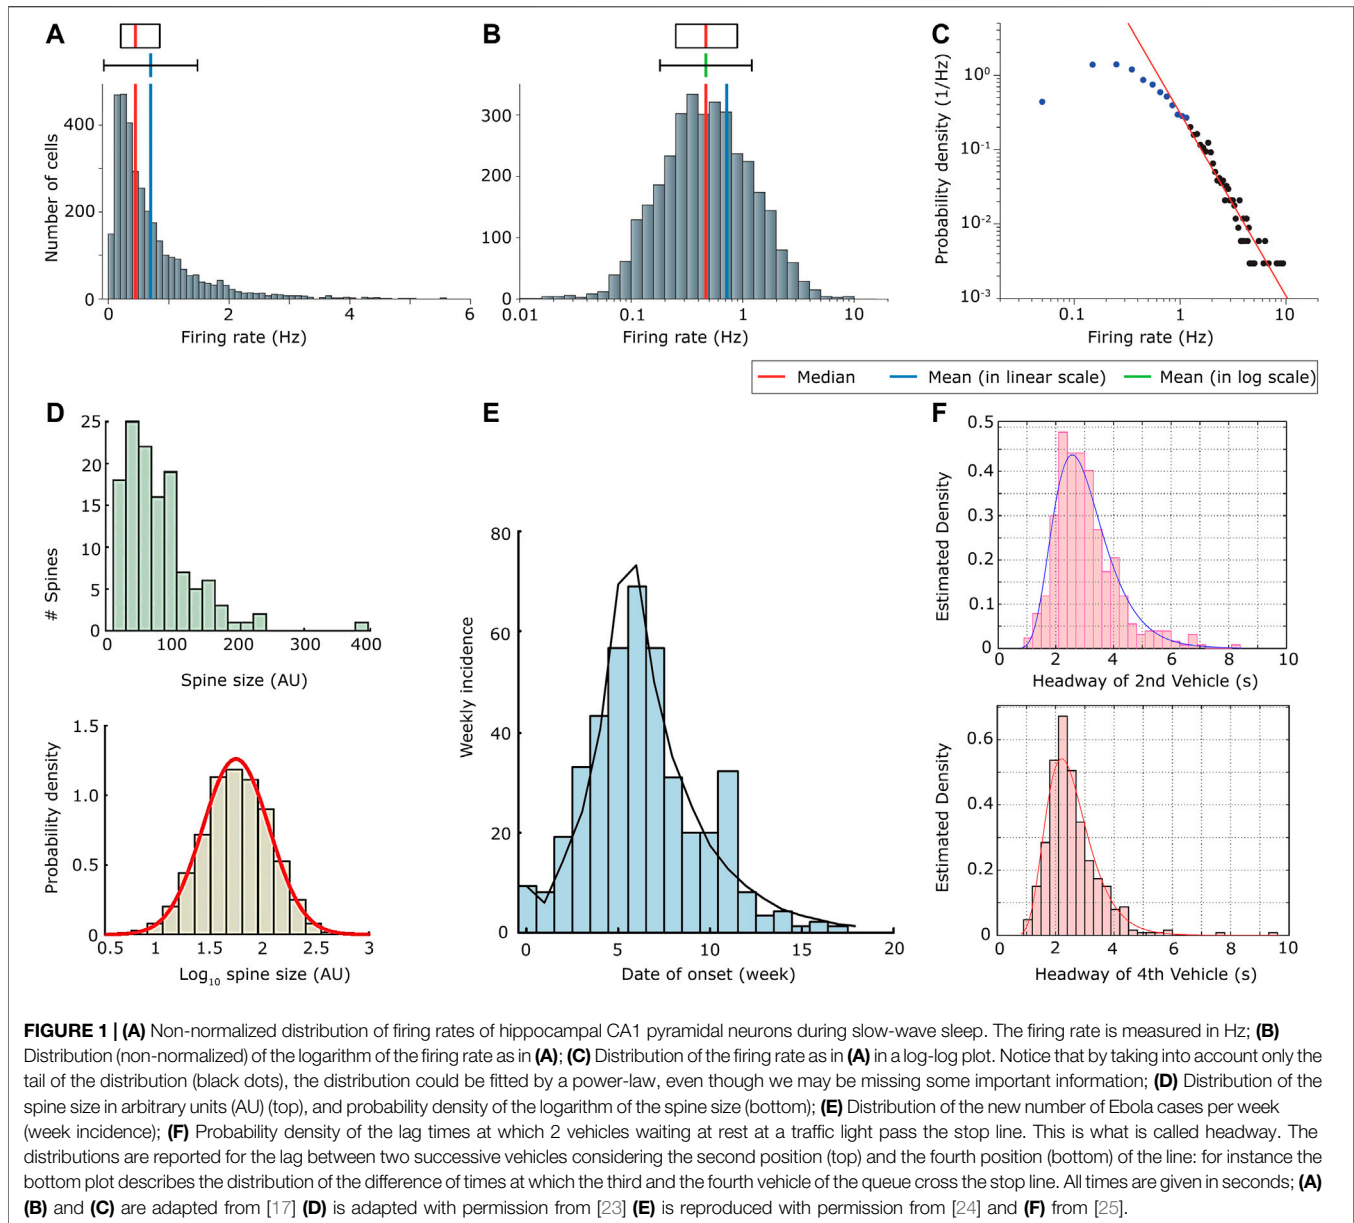 A
B
C
400
200
0
Number of cells
0
2
4
6
Firing rate (Hz)
300
200
100
0
0.01
0.1
1
10
Firing rate (Hz)
Probability density (1/Hz)
10⁰
10⁻¹
10⁻²
10⁻³
0.1
1
10
Firing rate (Hz)
Median
Mean (in linear scale)
Mean (in log scale)
D
25
20
15
10
5
0
# Spines
0
100
200
300
400
Spine size (AU)
1.5
1.0
0.5
0
Probability density
0.5
1
1.5
2
2.5
3
Log₁₀ spine size (AU)
E
80
60
40
20
0
Weekly incidence
0
5
10
15
20
Date of onset (week)
F
0.5
0.4
0.3
0.2
0.1
0
Estimated Density
0
2
4
6
8
10
Headway of 2nd Vehicle (s)
0.6
0.4
0.2
0
Estimated Density
0
2
4
6
8
10
Headway of 4th Vehicle (s)
FIGURE 1 | (A) Non-normalized distribution of firing rates of hippocampal CA1 pyramidal neurons during slow-wave sleep. The firing rate is measured in Hz; (B)
Distribution (non-normalized) of the logarithm of the firing rate as in (A); (C) Distribution of the firing rate as in (A) in a log-log plot. Notice that by taking into account only the
tail of the distribution (black dots), the distribution could be fitted by a power-law, even though we may be missing some important information; (D) Distribution of the
spine size in arbitrary units (AU) (top), and probability density of the logarithm of the spine size (bottom); (E) Distribution of the new number of Ebola cases per week
(week incidence); (F) Probability density of the lag times at which 2 vehicles waiting at rest at a traffic light pass the stop line. This is what is called headway. The
distributions are reported for the lag between two successive vehicles considering the second position (top) and the fourth position (bottom) of the line: for instance the
bottom plot describes the distribution of the difference of times at which the third and the fourth vehicle of the queue cross the stop line. All times are given in seconds; (A)
(B) and (C) are adapted from [17] (D) is adapted with permission from [23] (E) is reproduced with permission from [24] and (F) from [25].